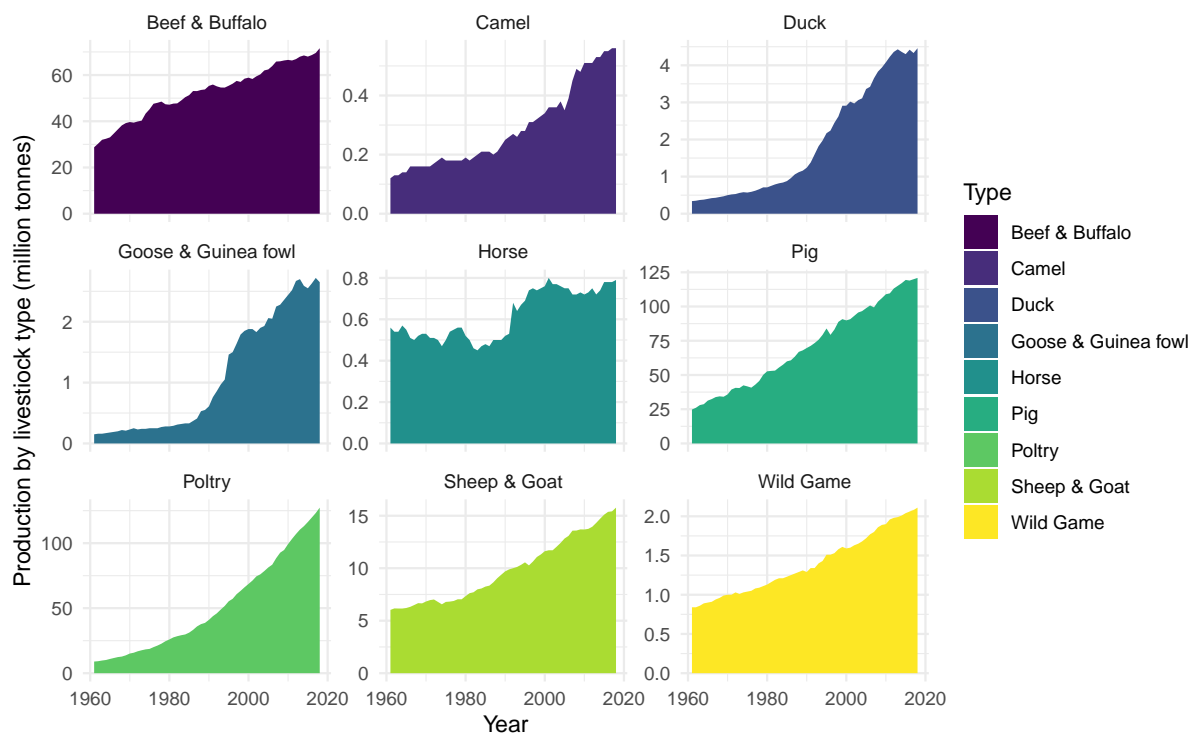 Beef & Buffalo
Camel
Duck
60
40
20
0
0.4
0.2
0.0
4
3
2
1
0
Goose & Guinea fowl
Horse
Pig
2
1
0
0.8
0.6
0.4
0.2
0.0
125
100
75
50
25
0
Poltry
Sheep & Goat
Wild Game
100
50
0
15
10
5
0
2.0
1.5
1.0
0.5
0.0
1960 1980 2000 2020
1960 1980 2000 2020
1960 1980 2000 2020
Year
Production by livestiock type (million tonnes)
Type
Beef & Buffalo
Camel
Duck
Goose & Guinea fowl
Horse
Pig
Poltry
Sheep & Goat
Wild Game